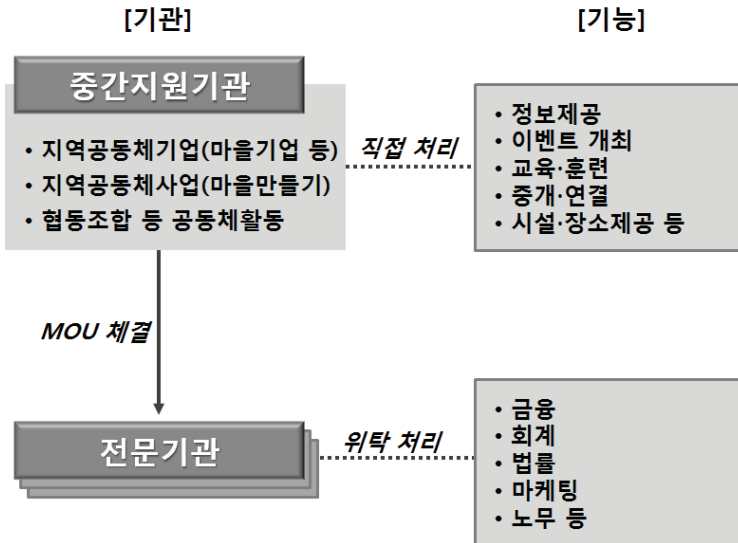 [기관]
[기능]
중간지원기관
• 지역공동체기업(마을기업 등)
• 지역공동체사업(마을만들기)
• 협동조합 등 공동체활동
직접 처리
• 정보제공
• 이벤트 개최
• 교육·훈련
• 중개·연결
• 시설·장소제공 등
MOU 체결
전문기관
위탁 처리
• 금융
• 회계
• 법률
• 마케팅
• 노무 등